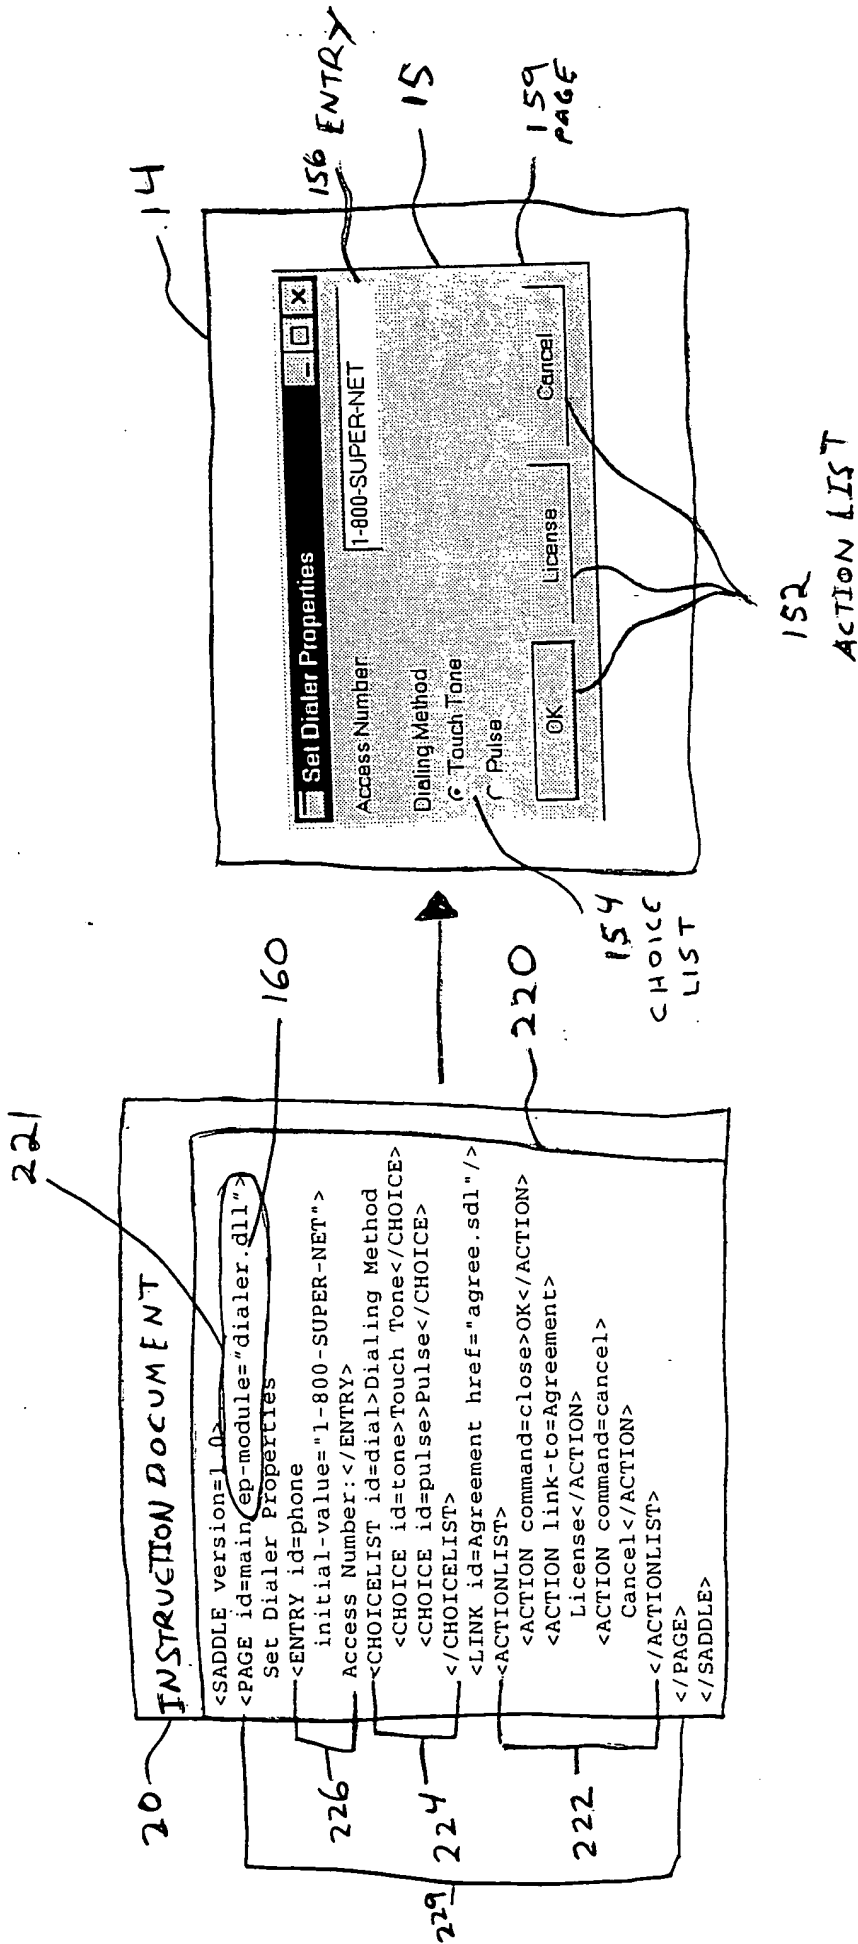 221
20
INSTRUCTION DOCUMENT
<SADDLE version=1.0>
<PAGE id=main ep-module="dialer.dll">
Set Dialer Properties
<ENTRY id=phone
initial-value="1-800-SUPER-NET">
Access Number:</ENTRY>
<CHOICELIST id=dial>Dialing Method
<CHOICE id=tone>Touch Tone</CHOICE>
<CHOICE id=pulse>Pulse</CHOICE>
</CHOICELIST>
<LINK id=Agreement href="agree.sdl"/>
<ACTIONLIST>
<ACTION command=close>OK</ACTION>
<ACTION link-to=Agreement>
License</ACTION>
<ACTION command=cancel>
Cancel</ACTION>
</ACTIONLIST>
</PAGE>
</SADDLE>
160
220
226
224
222
229
14
Set Dialer Properties
Access Number:
1-800-SUPER-NET
Dialing Method
Touch Tone
Pulse
OK
License
Cancel
156 ENTRY
15
159
PAGE
154
CHOICE
LIST
152
ACTION LIST